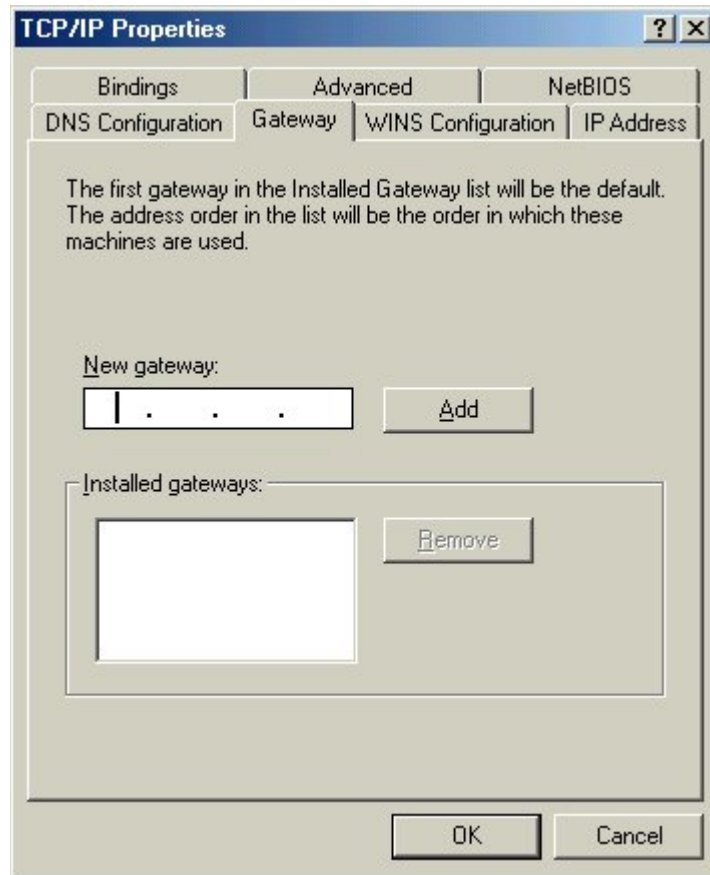 TCP/IP Properties
Bindings Advanced NetBIOS
DNS Configuration Gateway WINS Configuration IP Address
The first gateway in the Installed Gateway list will be the default.
The address order in the list will be the order in which these
machines are used.
New gateway:
. . .
Add
Installed gateways:
Remove
OK Cancel